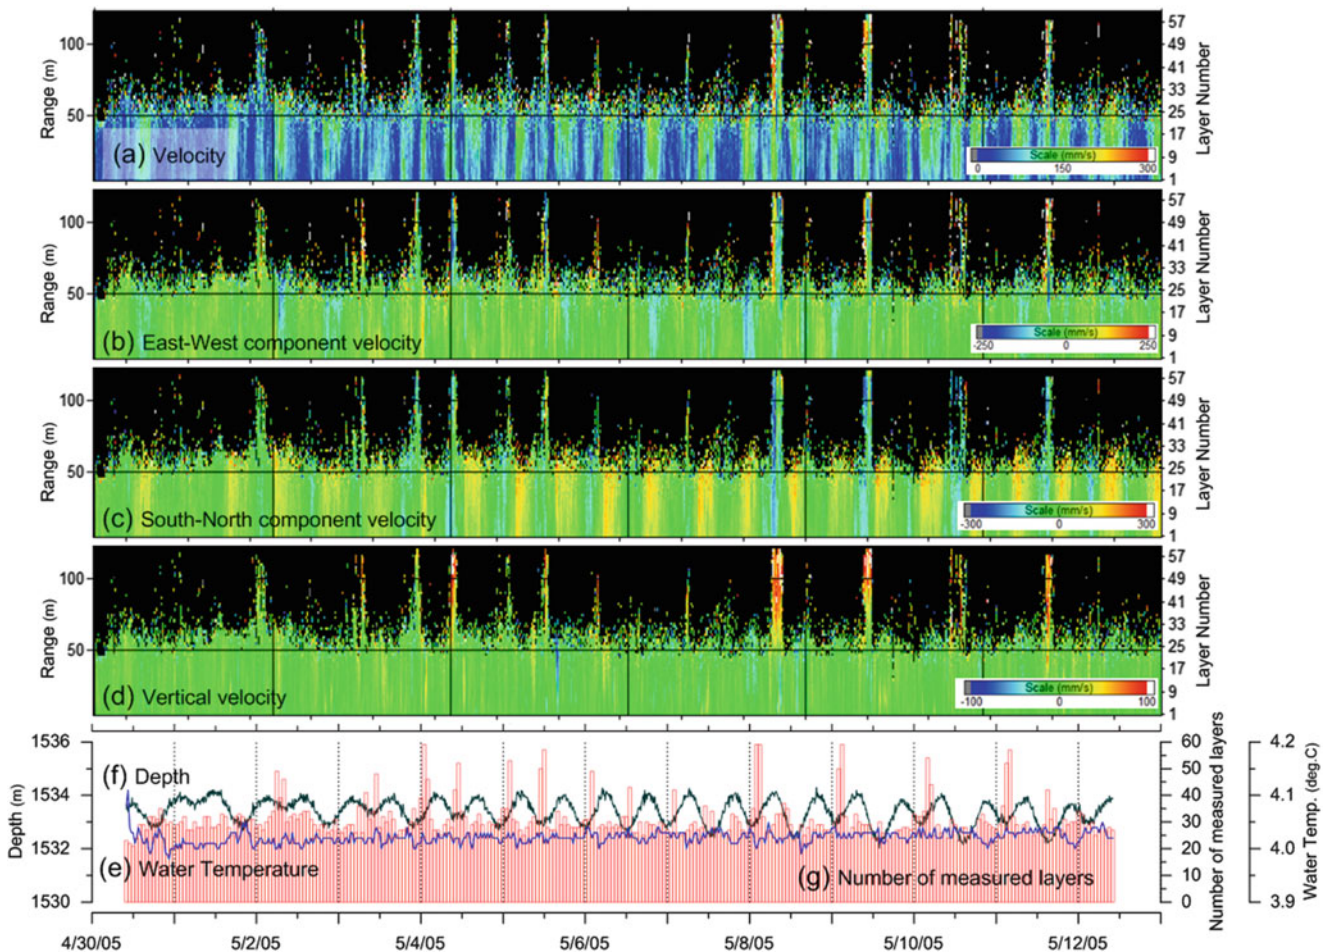 Range (m)
100
50
(a) Velocity
57
49
41
33
25
17
9
1
Layer Number
Scale (mm/s)
0 150 300
Range (m)
100
50
(b) East-West component velocity
57
49
41
33
25
17
9
1
Layer Number
Scale (mm/s)
-250 0 250
Range (m)
100
50
(c) South-North component velocity
57
49
41
33
25
17
9
1
Layer Number
Scale (mm/s)
-300 0 300
Range (m)
100
50
(d) Vertical velocity
57
49
41
33
25
17
9
1
Layer Number
Scale (mm/s)
-100 0 100
Depth (m)
1536
1534
1532
1530
(f) Depth
(e) Water Temperature
(g) Number of measured layers
60
50
40
30
20
10
0
Number of measured layers
4.2
4.1
4.0
3.9
Water Temp. (deg.C)
4/30/05 5/2/05 5/4/05 5/6/05 5/8/05 5/10/05 5/12/05